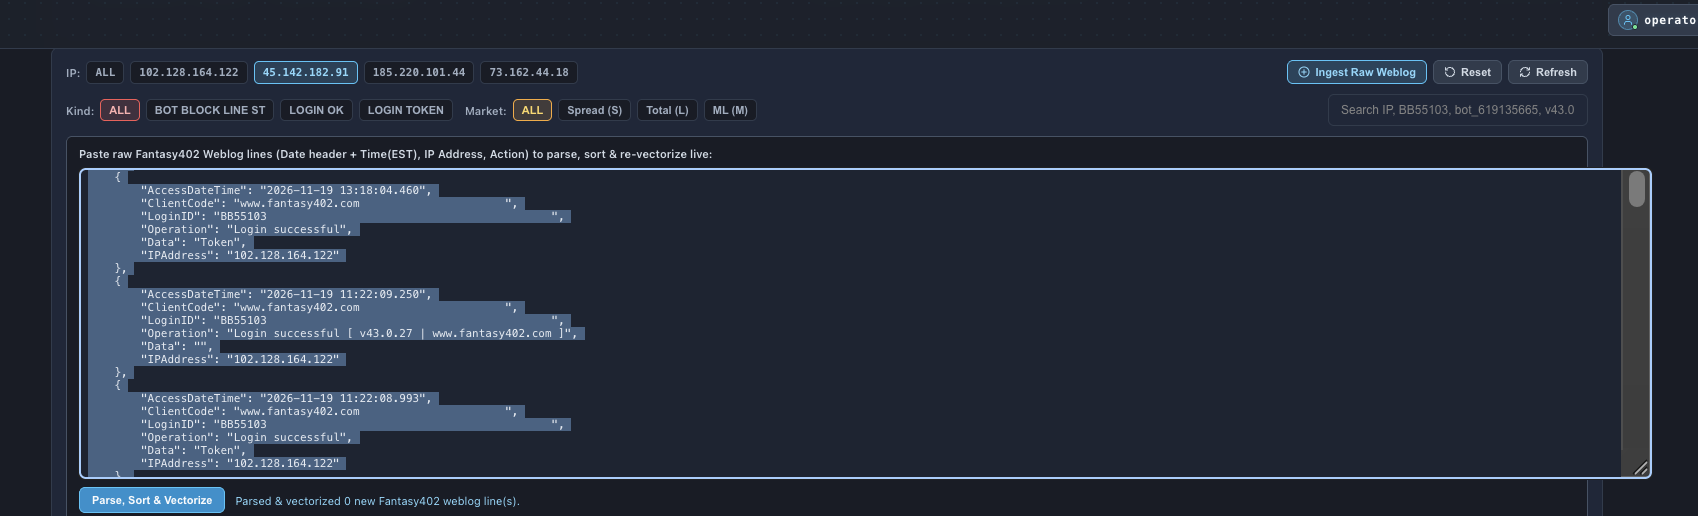 operato
IP: ALL 102.128.164.122 45.142.182.91 185.220.101.44 73.162.44.18 Ingest Raw Weblog Reset Refresh
Kind: ALL BOT BLOCK LINE ST LOGIN OK LOGIN TOKEN Market: ALL Spread (S) Total (L) ML (M) Search IP, BB55103, bot_619135665, v43.0
Paste raw Fantasy402 Weblog lines (Date header + Time(EST), IP Address, Action) to parse, sort & re-vectorize live:
{
"AccessDateTime": "2026-11-19 13:18:04.460",
"ClientCode": "www.fantasy402.com                      ",
"LoginID": "BB55103                                           ",
"Operation": "Login successful",
"Data": "Token",
"IPAddress": "102.128.164.122"
},
{
"AccessDateTime": "2026-11-19 11:22:09.250",
"ClientCode": "www.fantasy402.com                      ",
"LoginID": "BB55103                                           ",
"Operation": "Login successful [ v43.0.27 | www.fantasy402.com ]",
"Data": "",
"IPAddress": "102.128.164.122"
},
{
"AccessDateTime": "2026-11-19 11:22:08.993",
"ClientCode": "www.fantasy402.com                      ",
"LoginID": "BB55103                                           ",
"Operation": "Login successful",
"Data": "Token",
"IPAddress": "102.128.164.122"
}
Parse, Sort & Vectorize Parsed & vectorized 0 new Fantasy402 weblog line(s).